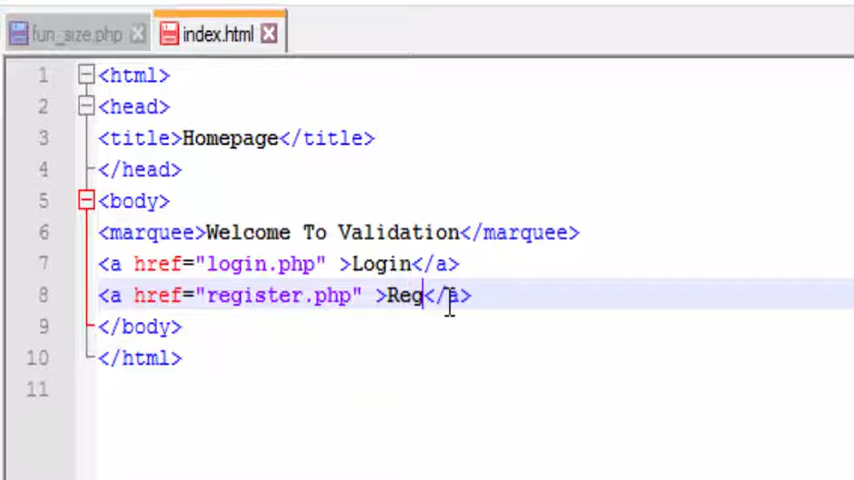 fun_size.php index.html
1 <html>
2 <head>
3 <title>Homepage</title>
4 </head>
5 <body>
6 <marquee>Welcome To Validation</marquee>
7 <a href="login.php" >Login</a>
8 <a href="register.php" >Reg</a>
9 </body>
10 </html>
11